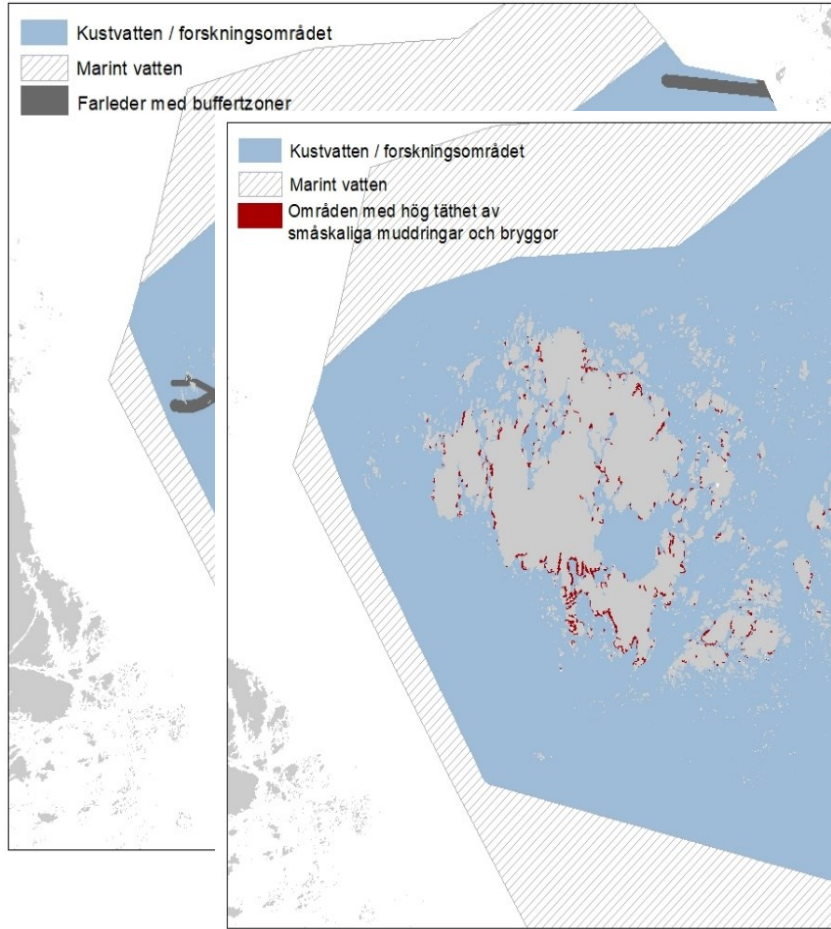 Kustvatten / forskningsområdet
Marint vatten
Farleder med buffertzoner
Kustvatten / forskningsområdet
Marint vatten
Områden med hög täthet av
småskaliga muddringar och bryggor